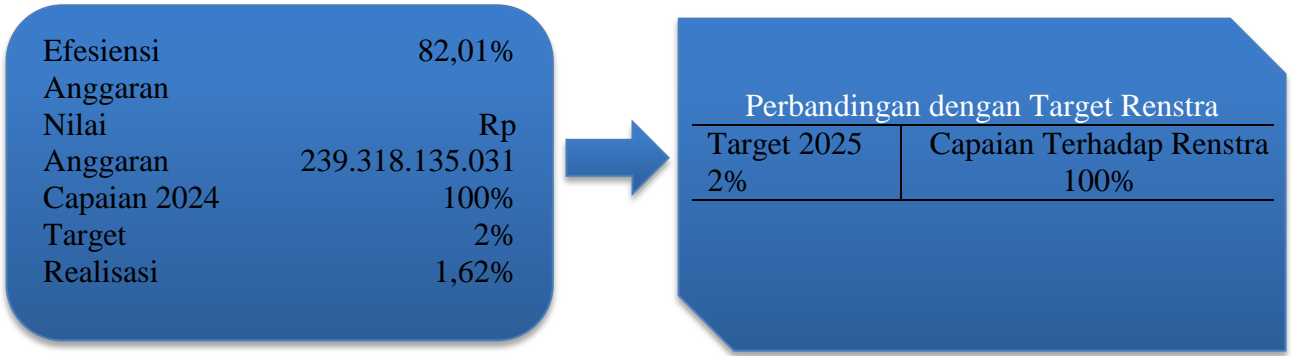 Efesiensi 82,01%
Anggaran
Nilai Rp
Anggaran 239.318.135.031
Capaian 2024 100%
Target 2%
Realisasi 1,62%
Perbandingan dengan Target Renstra
Target 2025 Capaian Terhadap Renstra
2% 100%